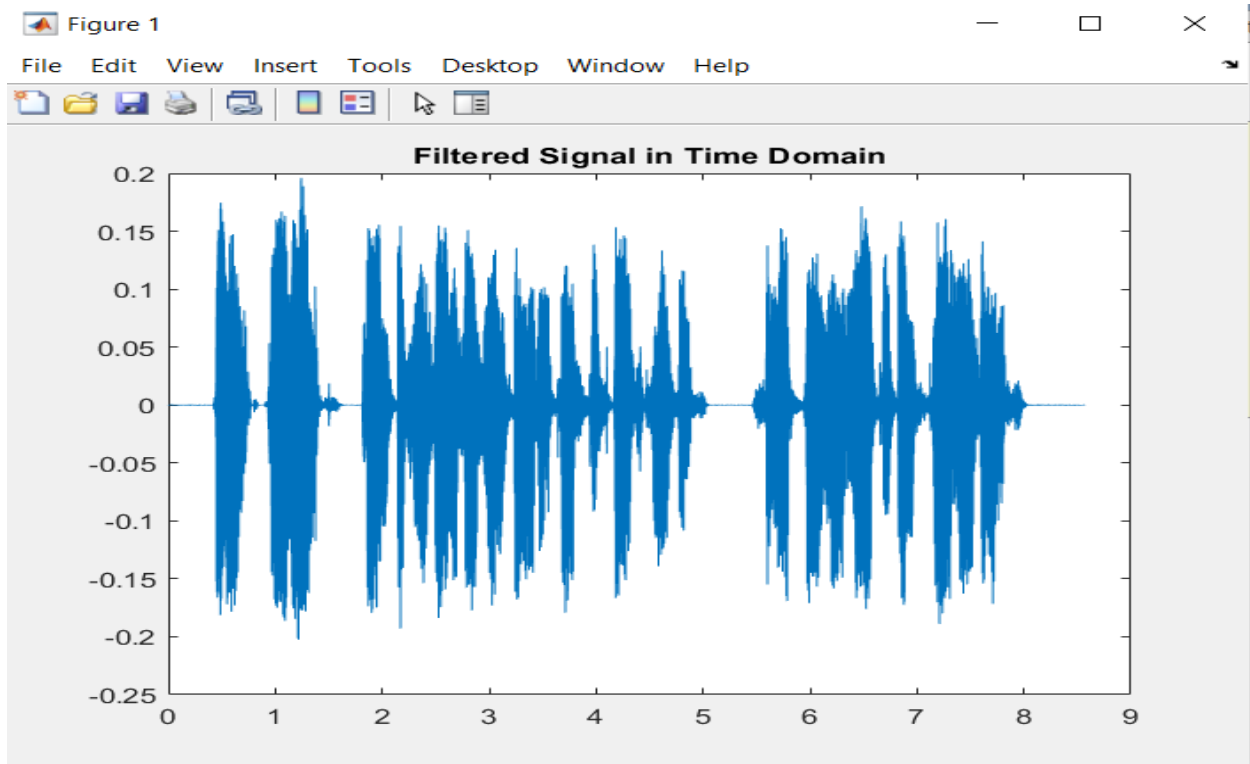 Figure 1
File Edit View Insert Tools Desktop Window Help
Filtered Signal in Time Domain
0.2
0.15
0.1
0.05
0
-0.05
-0.1
-0.15
-0.2
-0.25
0 1 2 3 4 5 6 7 8 9